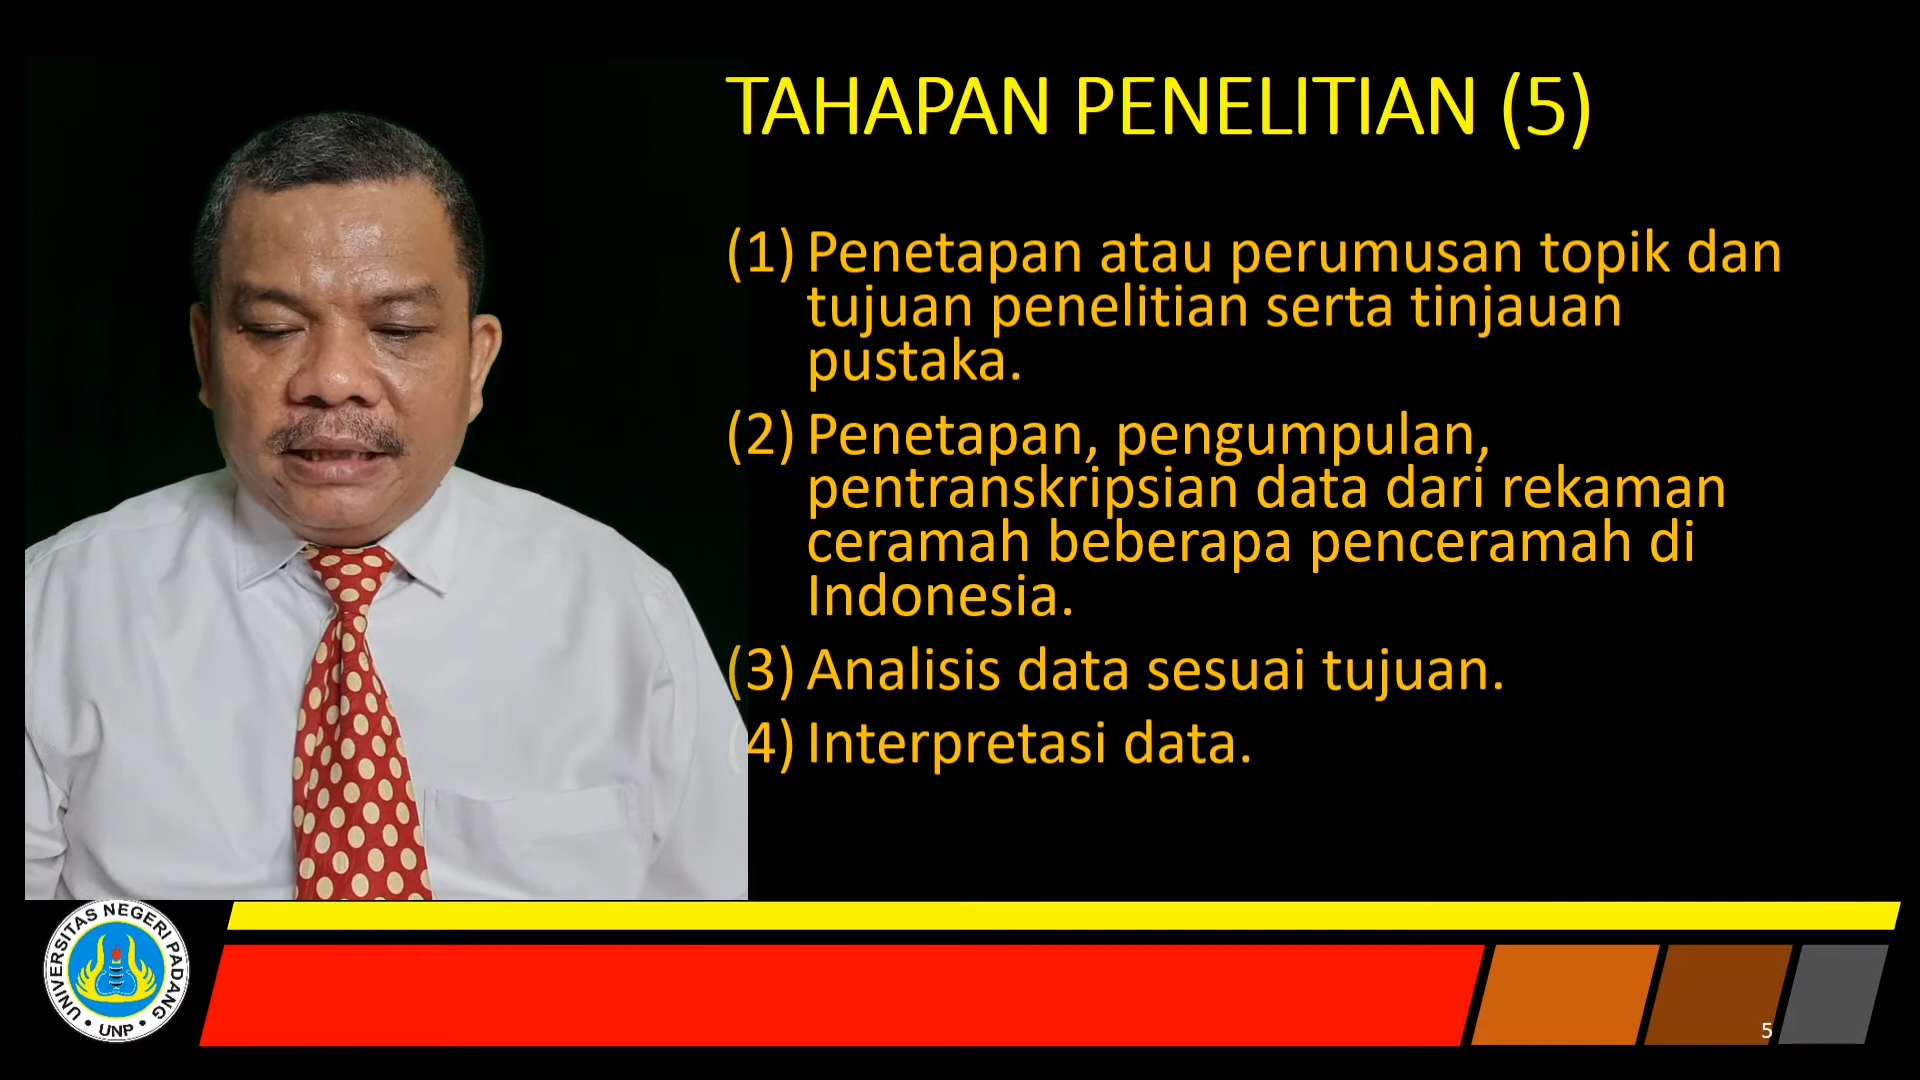 TAHAPAN PENELITIAN (5)
(1) Penetapan atau perumusan topik dan
tujuan penelitian serta tinjauan
pustaka.
(2) Penetapan, pengumpulan,
pentranskripsian data dari rekaman
ceramah beberapa penceramah di
Indonesia.
(3) Analisis data sesuai tujuan.
(4) Interpretasi data.
UNIVERSITAS NEGERI PADANG
• UNP •
5